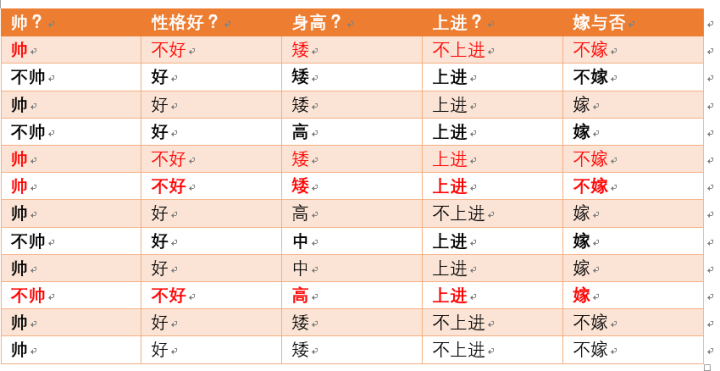 帅？ 性格好？ 身高？ 上进？ 嫁与否
帅 不好 矮 不上进 不嫁
不帅 好 矮 上进 不嫁
帅 好 矮 上进 嫁
不帅 好 高 上进 嫁
帅 不好 矮 上进 不嫁
帅 不好 矮 上进 不嫁
帅 好 高 不上进 嫁
不帅 好 中 上进 嫁
帅 好 中 上进 嫁
不帅 不好 高 上进 嫁
帅 好 矮 不上进 不嫁
帅 好 矮 不上进 不嫁